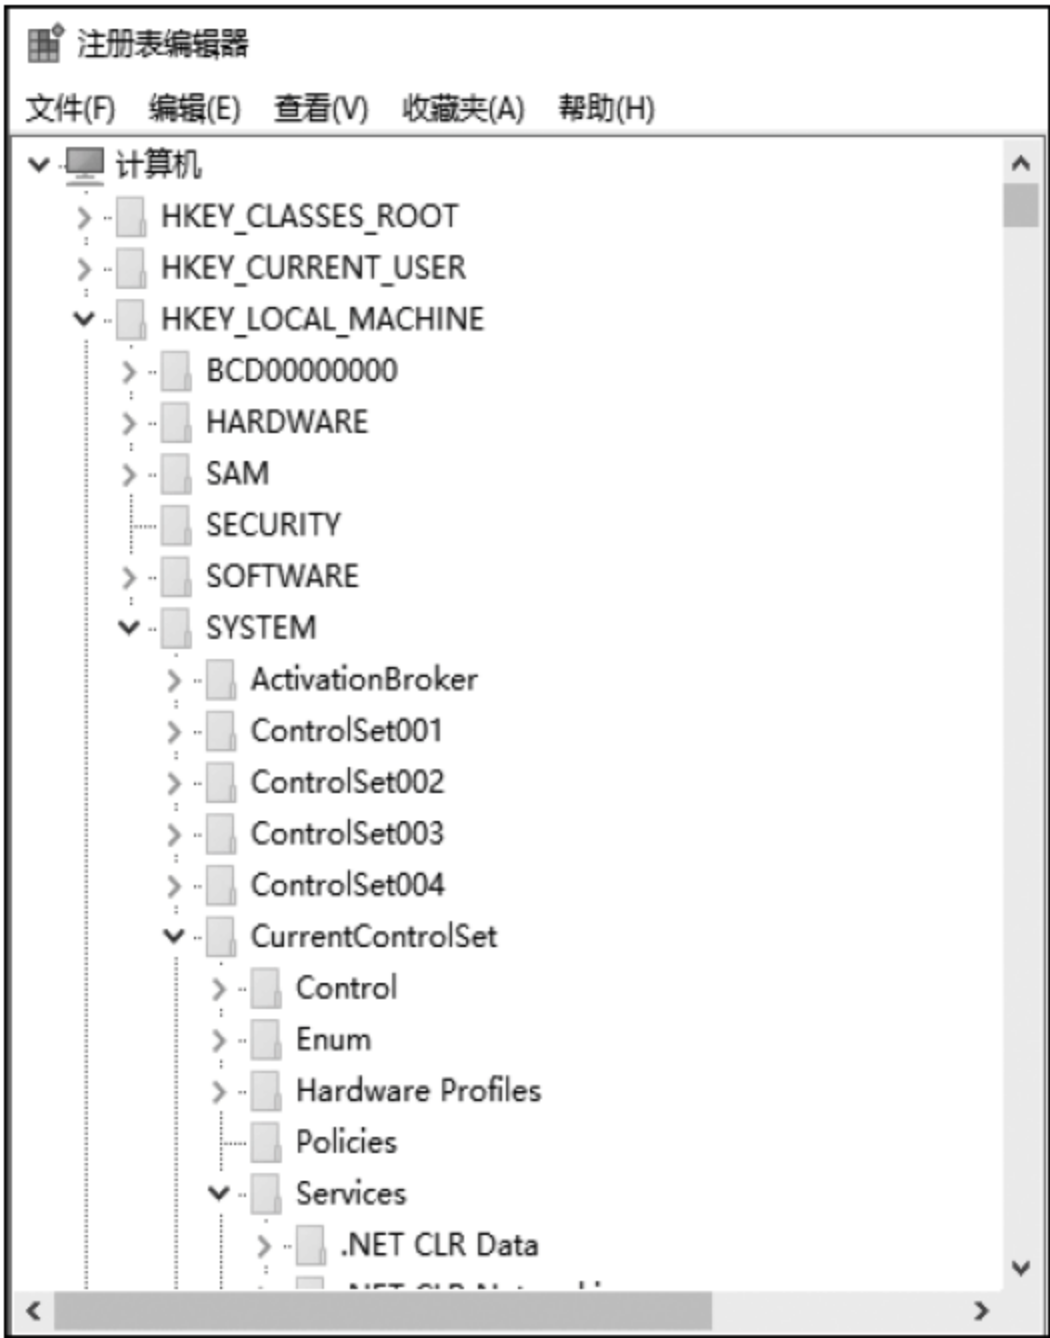 注册表编辑器
文件(F) 编辑(E) 查看(V) 收藏夹(A) 帮助(H)
计算机
HKEY_CLASSES_ROOT
HKEY_CURRENT_USER
HKEY_LOCAL_MACHINE
BCD00000000
HARDWARE
SAM
SECURITY
SOFTWARE
SYSTEM
ActivationBroker
ControlSet001
ControlSet002
ControlSet003
ControlSet004
CurrentControlSet
Control
Enum
Hardware Profiles
Policies
Services
.NET CLR Data